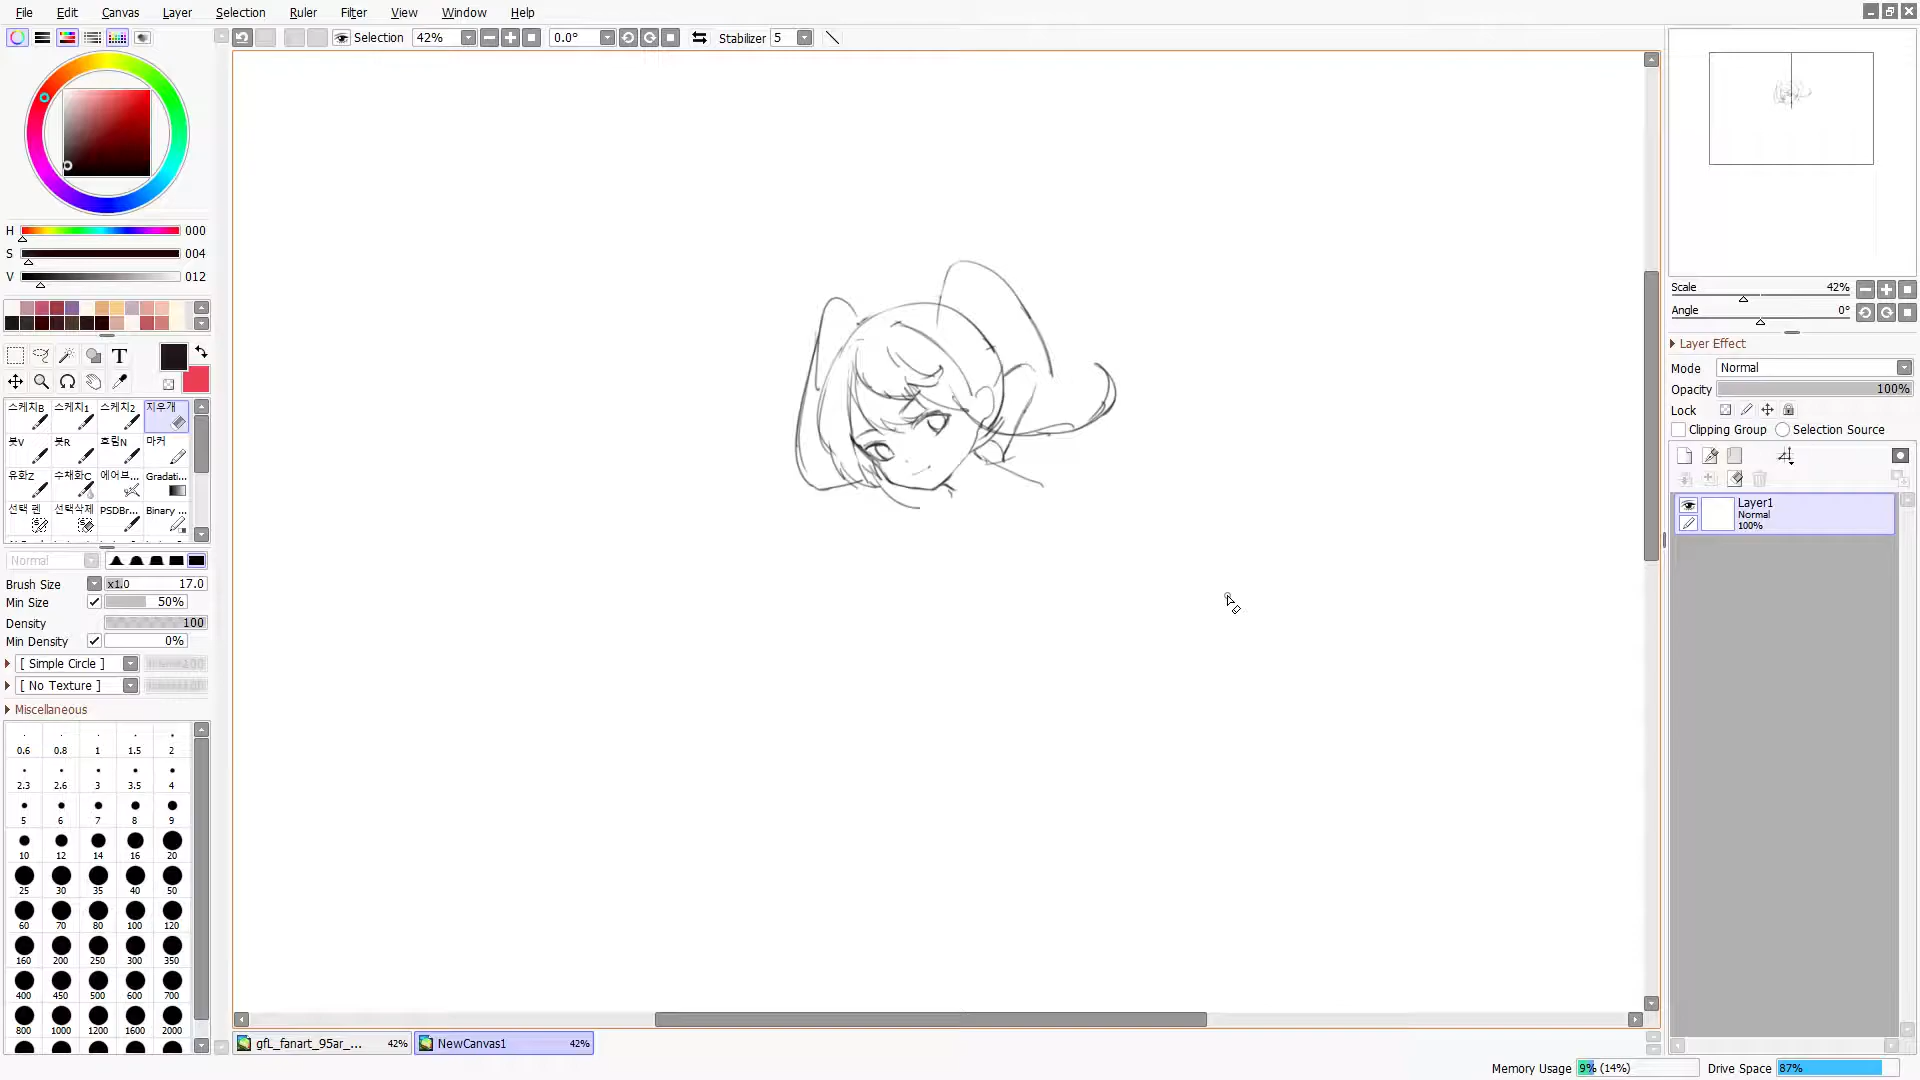 File Edit Canvas Layer Selection Ruler Filter View Window Help
Selection 42% 0.0° Stabilizer 5
H 000
S 004
V 012
T
스케치B 스케치1 스케치2 지우개
붓V 붓R 흐림N 마커
유화Z 수채화C 에어브... Gradati...
선택 펜 선택삭제 PSDBr... Binary ...
Normal
Brush Size x1.0 17.0
Min Size 50%
Density 100
Min Density 0%
[ Simple Circle ]
[ No Texture ]
Miscellaneous
0.6 0.8 1 1.5 2
2.3 2.6 3 3.5 4
5 6 7 8 9
10 12 14 16 20
25 30 35 40 50
60 70 80 100 120
160 200 250 300 350
400 450 500 600 700
800 1000 1200 1600 2000
Scale 42%
Angle 0°
Layer Effect
Mode Normal
Opacity 100%
Lock
Clipping Group Selection Source
Layer1
Normal
100%
gfL_fanart_95ar_... 42% NewCanvas1 42%
Memory Usage 9% (14%) Drive Space 87%